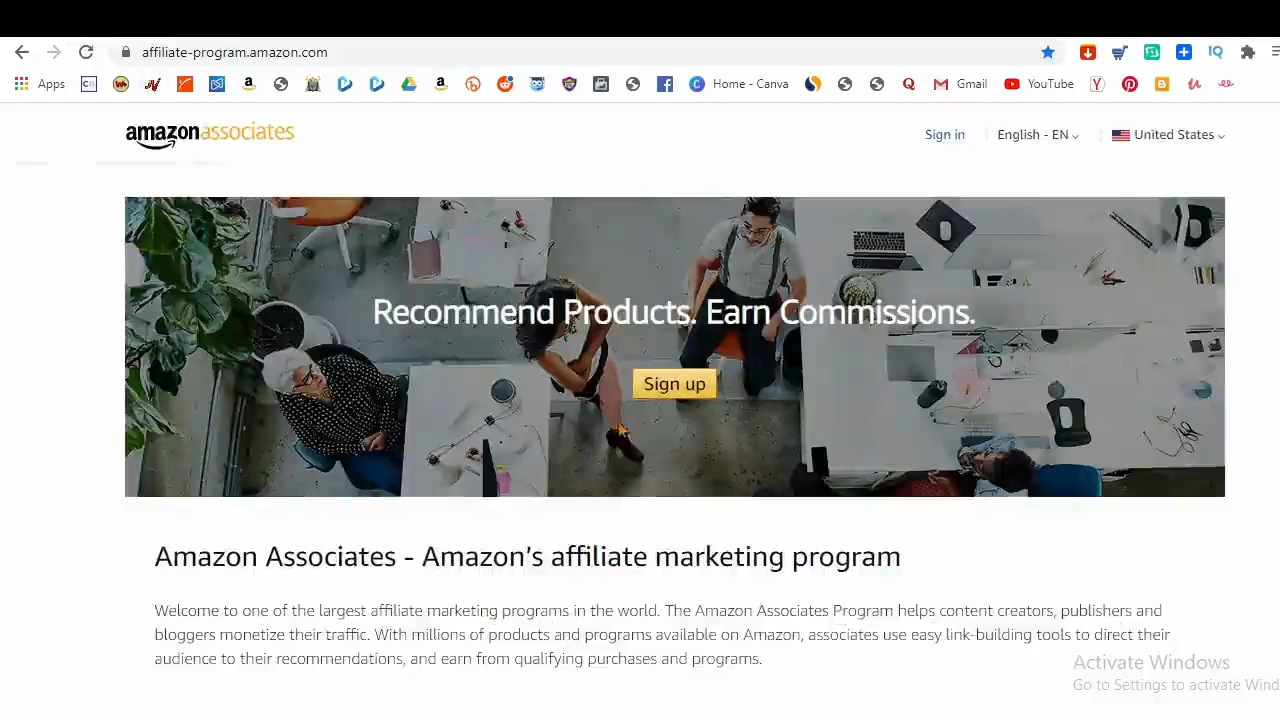 affiliate-program.amazon.com
Apps
Home - Canva
Gmail
YouTube
amazonassociates
Sign in
English - EN
United States
Recommend Products. Earn Commissions.
Sign up
Amazon Associates - Amazon's affiliate marketing program
Welcome to one of the largest affiliate marketing programs in the world. The Amazon Associates Program helps content creators, publishers and
bloggers monetize their traffic. With millions of products and programs available on Amazon, associates use easy link-building tools to direct their
audience to their recommendations, and earn from qualifying purchases and programs.
Activate Windows
Go to Settings to activate Wind